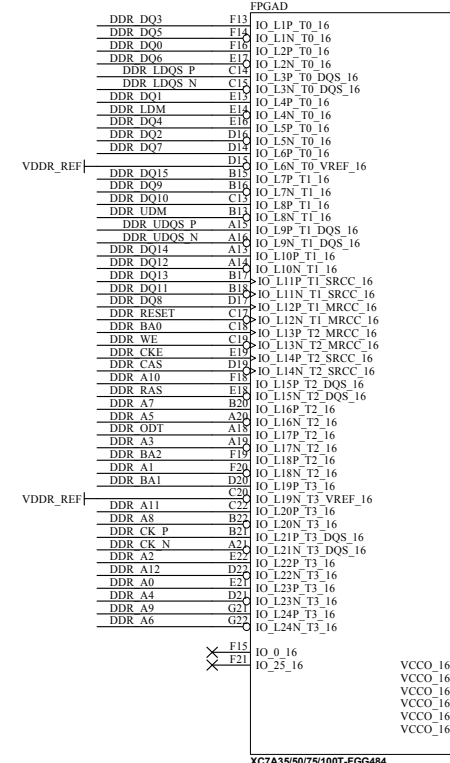 FPGAD
DDR_DQ3 F13 IO_L1P_T0_16
DDR_DQ5 F14 IO_L1N_T0_16
DDR_DQ0 F16 IO_L2P_T0_16
DDR_DQ6 E17 IO_L2N_T0_16
DDR_LDQS_P C14 IO_L3P_T0_DQS_16
DDR_LDQS_N C15 IO_L3N_T0_DQS_16
DDR_DQ1 E13 IO_L4P_T0_16
DDR_LDM E14 IO_L4N_T0_16
DDR_DQ4 E16 IO_L5P_T0_16
DDR_DQ2 D16 IO_L5N_T0_16
DDR_DQ7 D14 IO_L6P_T0_16
VDDR_REF D15 IO_L6N_T0_VREF_16
DDR_DQ15 B15 IO_L7P_T1_16
DDR_DQ9 B16 IO_L7N_T1_16
DDR_DQ10 C13 IO_L8P_T1_16
DDR_UDM B13 IO_L8N_T1_16
DDR_UDQS_P A15 IO_L9P_T1_DQS_16
DDR_UDQS_N A16 IO_L9N_T1_DQS_16
DDR_DQ14 A13 IO_L10P_T1_16
DDR_DQ12 A14 IO_L10N_T1_16
DDR_DQ13 B17 IO_L11P_T1_SRCC_16
DDR_DQ11 B18 IO_L11N_T1_SRCC_16
DDR_DQ8 D17 IO_L12P_T1_MRCC_16
DDR_RESET C17 IO_L12N_T1_MRCC_16
DDR_BA0 C18 IO_L13P_T2_MRCC_16
DDR_WE C19 IO_L13N_T2_MRCC_16
DDR_CKE E19 IO_L14P_T2_SRCC_16
DDR_CAS D19 IO_L14N_T2_SRCC_16
DDR_A10 F18 IO_L15P_T2_DQS_16
DDR_RAS E18 IO_L15N_T2_DQS_16
DDR_A7 B20 IO_L16P_T2_16
DDR_A5 A20 IO_L16N_T2_16
DDR_ODT A18 IO_L17P_T2_16
DDR_A3 A19 IO_L17N_T2_16
DDR_BA2 F19 IO_L18P_T2_16
DDR_A1 F20 IO_L18N_T2_16
DDR_BA1 D20 IO_L19P_T3_16
VDDR_REF C20 IO_L19N_T3_VREF_16
DDR_A11 C22 IO_L20P_T3_16
DDR_A8 B22 IO_L20N_T3_16
DDR_CK_P B21 IO_L21P_T3_DQS_16
DDR_CK_N A21 IO_L21N_T3_DQS_16
DDR_A2 E22 IO_L22P_T3_16
DDR_A12 D22 IO_L22N_T3_16
DDR_A0 E21 IO_L23P_T3_16
DDR_A4 D21 IO_L23N_T3_16
DDR_A9 G21 IO_L24P_T3_16
DDR_A6 G22 IO_L24N_T3_16
F15 IO_0_16
F21 IO_25_16
VCCO_16
VCCO_16
VCCO_16
VCCO_16
VCCO_16
VCCO_16
XC7A35/50/75/100T-FGG484